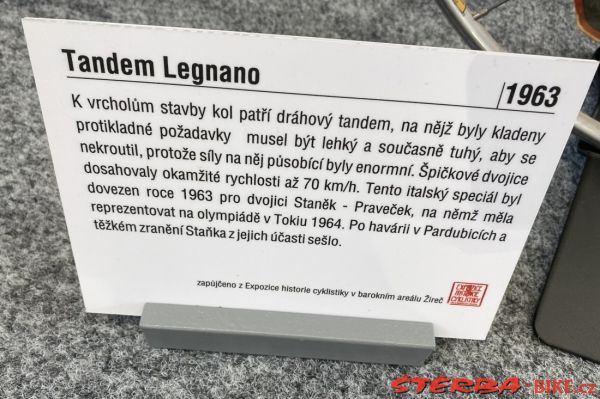 Tandem Legnano
1963
K vrcholům stavby kol patří dráhový tandem, na nějž byly kladeny
protikladné požadavky musel být lehký a současně tuhý, aby se
nekroutil, protože síly na něj působící byly enormní. Špičkové dvojice
dosahovaly okamžité rychlosti až 70 km/h. Tento italský speciál byl
dovezen roce 1963 pro dvojici Staněk - Praveček, na němž měla
reprezentovat na olympiádě v Tokiu 1964. Po havárii v Pardubicích a
těžkém zranění Staňka z jejich účasti sešlo.
zapůjčeno z Expozice historie cyklistiky v barokním areálu Žireč
EXPOZICE
HISTORIE
CYKLISTIKY
STERBA-BIKE.cz